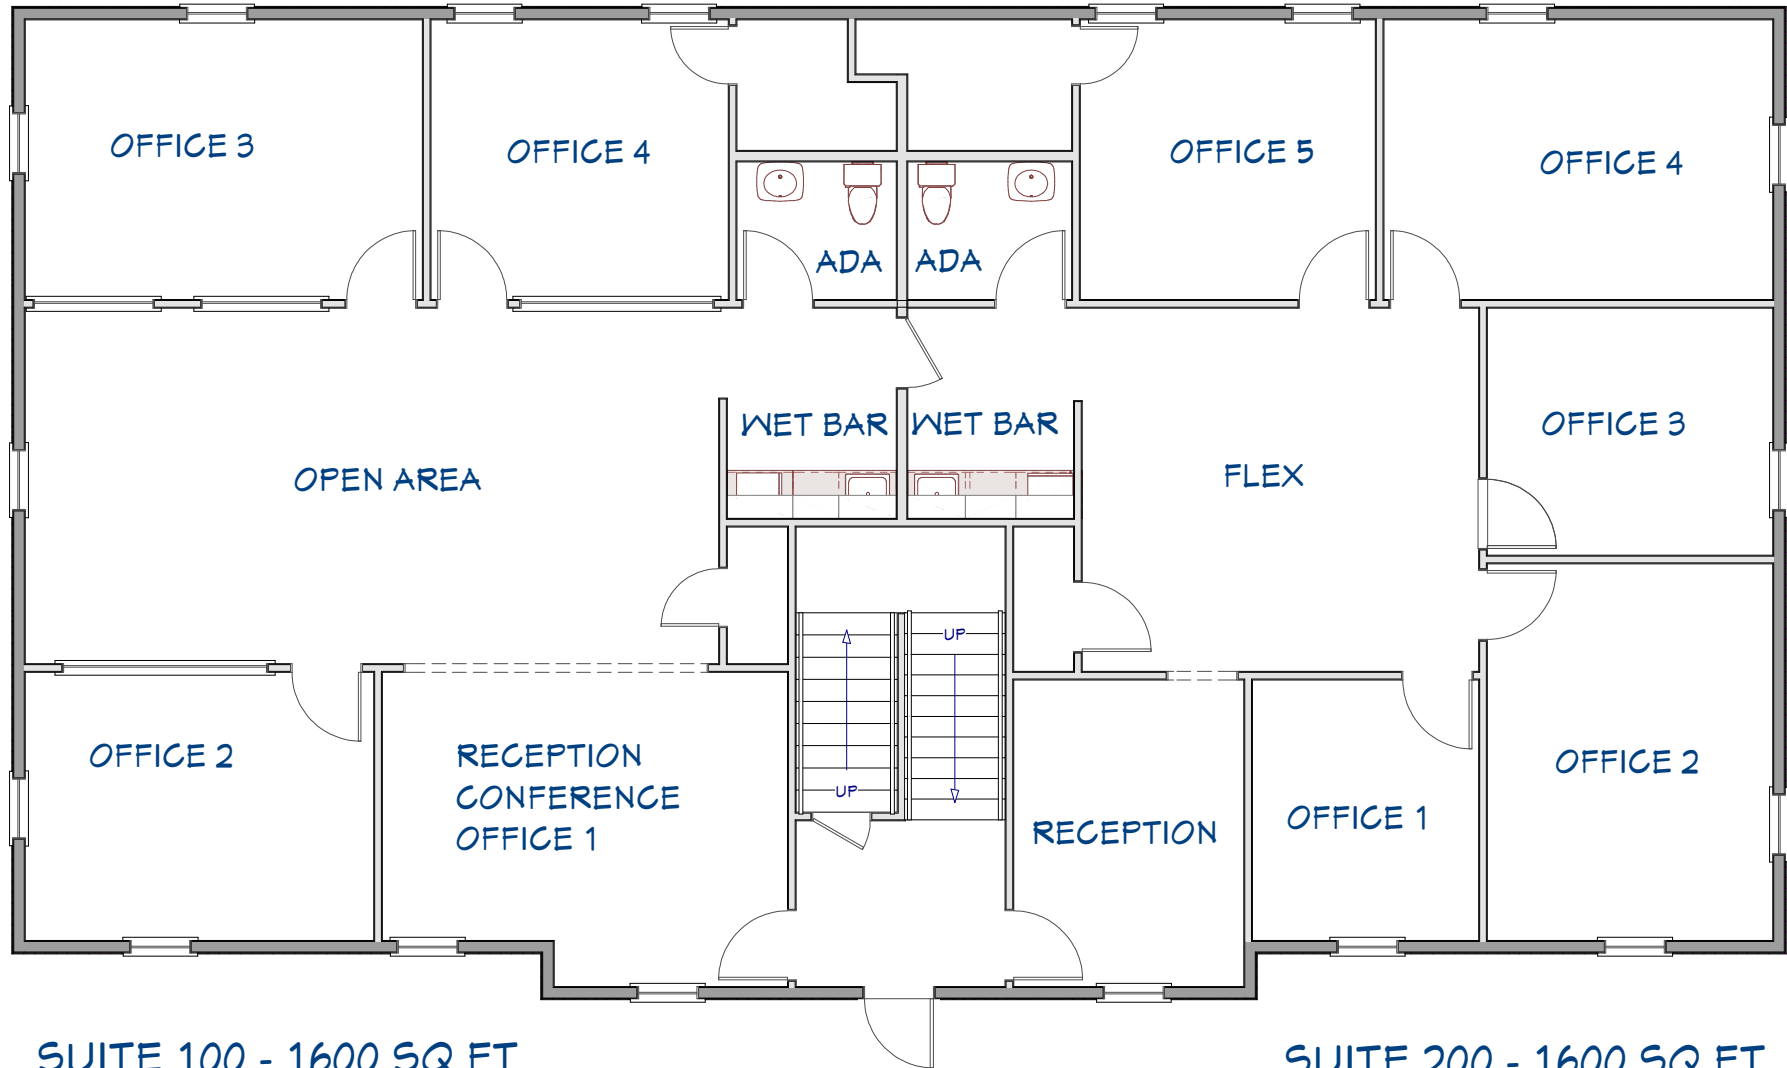 OFFICE 3
OFFICE 4
OFFICE 5
OFFICE 4
ADA
ADA
WET BAR
WET BAR
OFFICE 3
OPEN AREA
FLEX
UP
OFFICE 2
RECEPTION
CONFERENCE
OFFICE 1
UP
RECEPTION
OFFICE 1
OFFICE 2
SUITE 100 - 1600 SQ FT
SUITE 200 - 1600 SQ FT